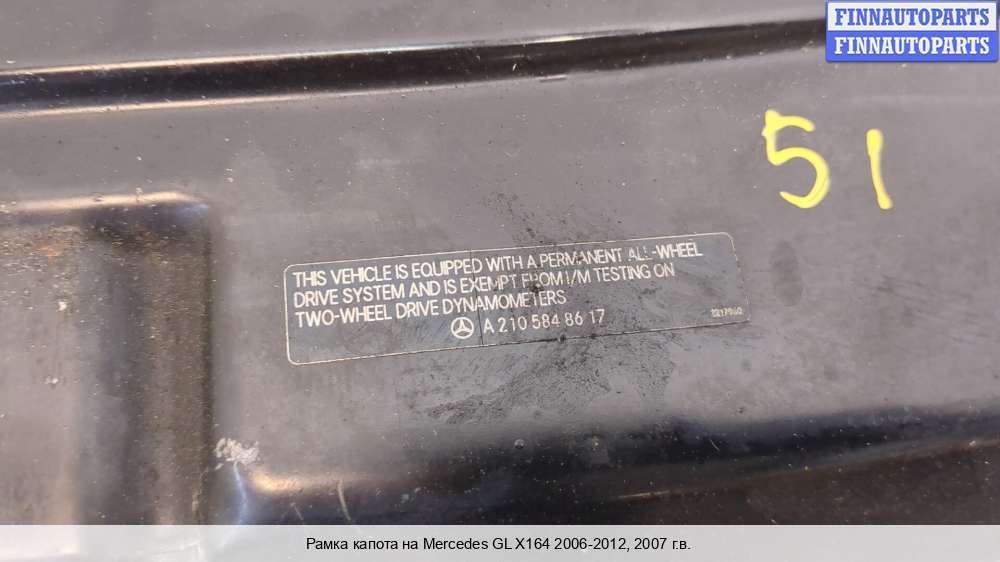 FINNAUTOPARTS
FINNAUTOPARTS
51
THIS VEHICLE IS EQUIPPED WITH A PERMANENT ALL-WHEEL
DRIVE SYSTEM AND IS EXEMPT FROM I/M TESTING ON
TWO-WHEEL DRIVE DYNAMOMETERS
A 210 584 86 17
Рамка капота на Mercedes GL X164 2006-2012, 2007 г.в.